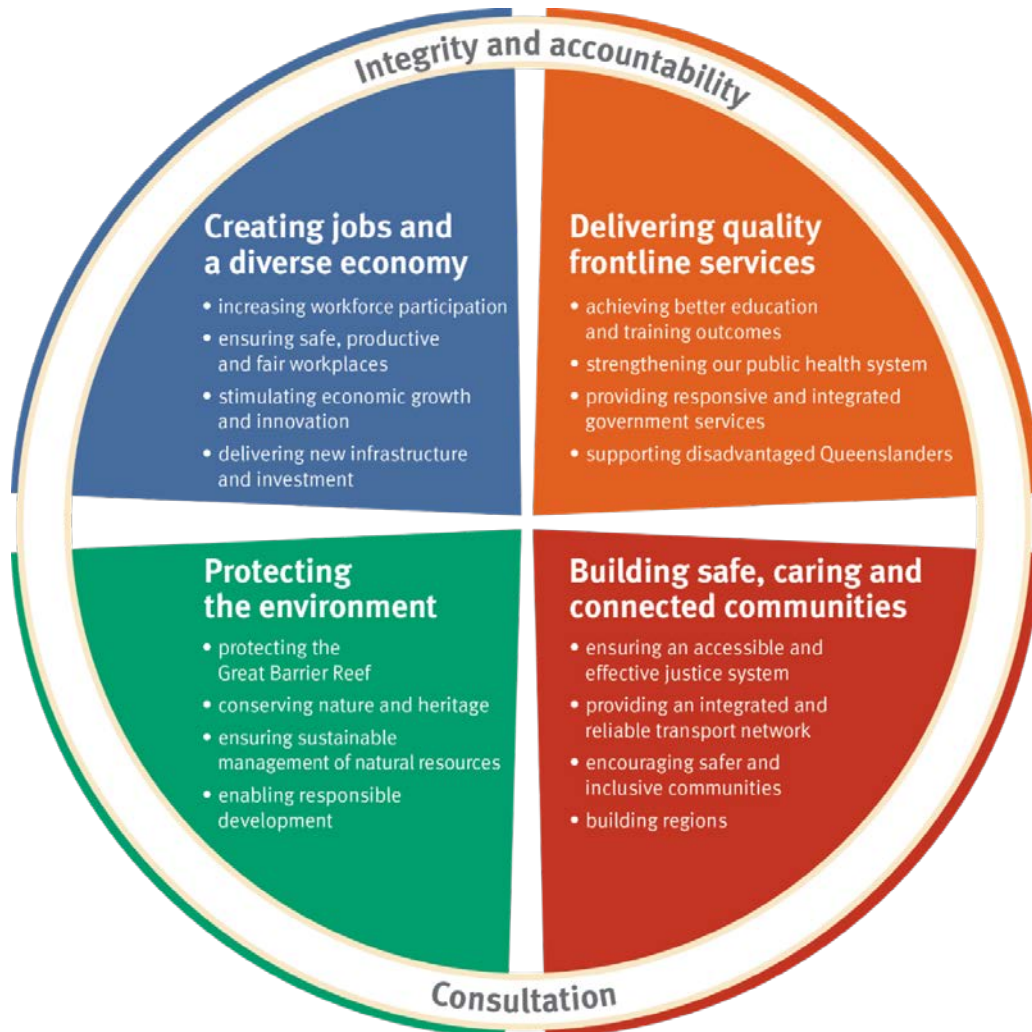 Integrity and accountability
Creating jobs and
a diverse economy
• increasing workforce participation
• ensuring safe, productive
and fair workplaces
• stimulating economic growth
and innovation
• delivering new infrastructure
and investment
Delivering quality
frontline services
• achieving better education
and training outcomes
• strengthening our public health system
• providing responsive and integrated
government services
• supporting disadvantaged Queenslanders
Protecting
the environment
• protecting the
Great Barrier Reef
• conserving nature and heritage
• ensuring sustainable
management of natural resources
• enabling responsible
development
Building safe, caring and
connected communities
• ensuring an accessible and
effective justice system
• providing an integrated and
reliable transport network
• encouraging safer and
inclusive communities
• building regions
Consultation